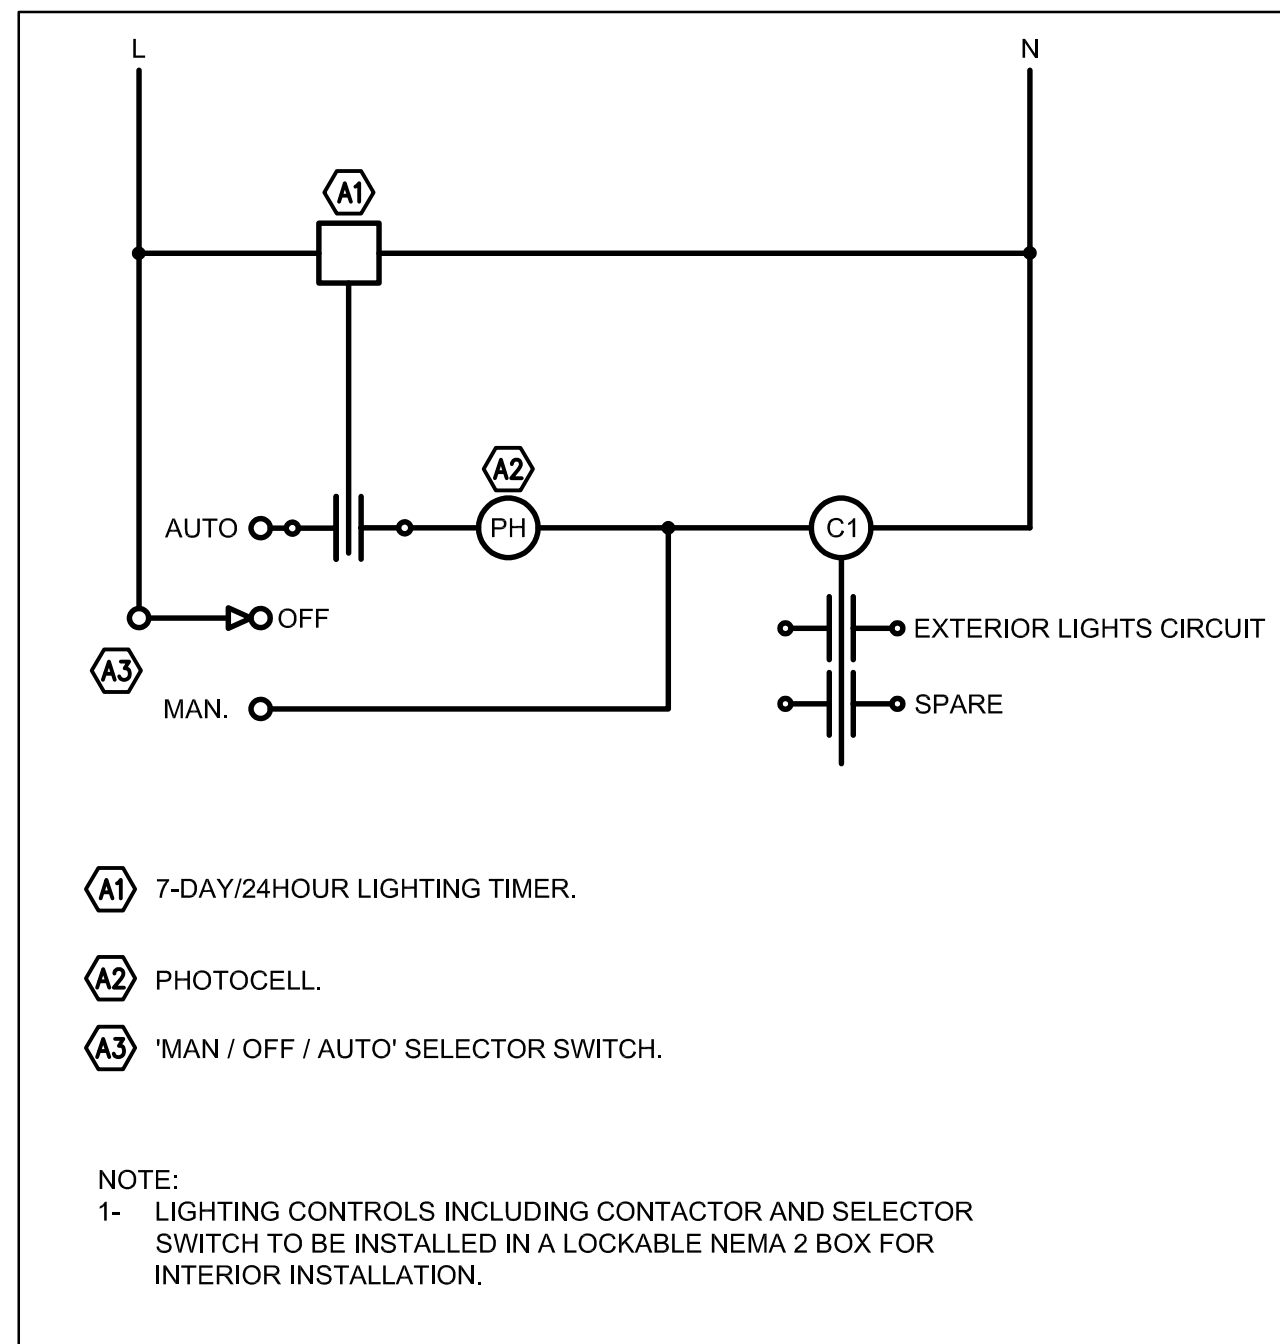 L
N
A1
A2
AUTO
PH
C1
OFF
EXTERIOR LIGHTS CIRCUIT
A3
MAN.
SPARE
A1 7-DAY/24HOUR LIGHTING TIMER.
A2 PHOTOCELL.
A3 'MAN / OFF / AUTO' SELECTOR SWITCH.
NOTE:
1- LIGHTING CONTROLS INCLUDING CONTACTOR AND SELECTOR
SWITCH TO BE INSTALLED IN A LOCKABLE NEMA 2 BOX FOR
INTERIOR INSTALLATION.